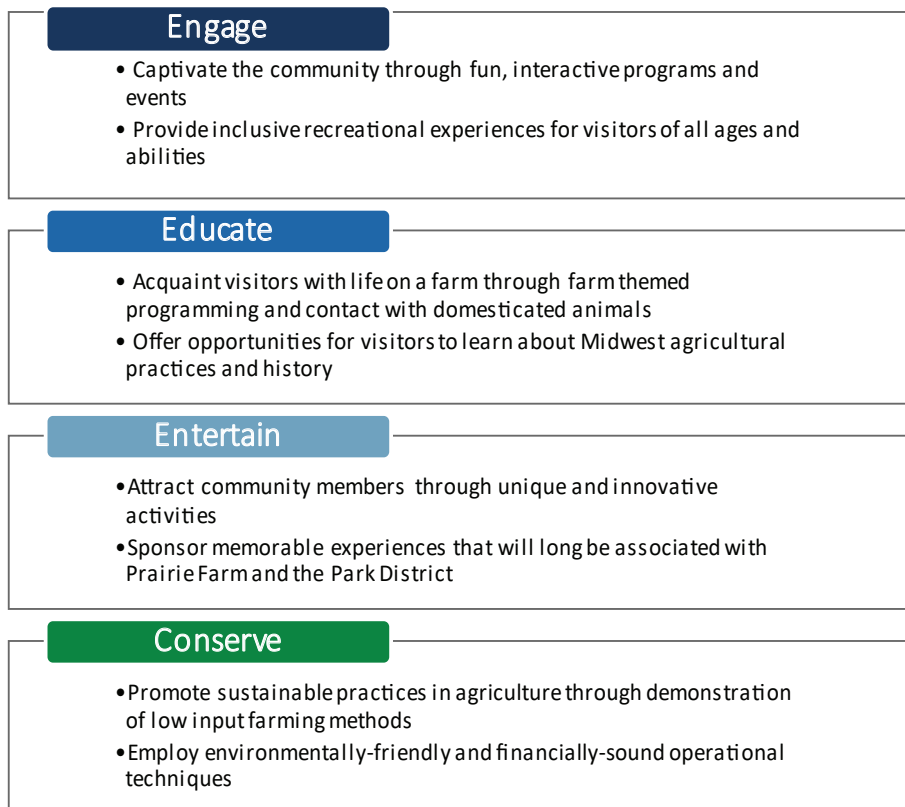 Engage
• Captivate the community through fun, interactive programs and
events
• Provide inclusive recreational experiences for visitors of all ages and
abilities
Educate
• Acquaint visitors with life on a farm through farm themed
programming and contact with domesticated animals
• Offer opportunities for visitors to learn about Midwest agricultural
practices and history
Entertain
•Attract community members through unique and innovative
activities
•Sponsor memorable experiences that will long be associated with
Prairie Farm and the Park District
Conserve
•Promote sustainable practices in agriculture through demonstration
of low input farming methods
•Employ environmentally-friendly and financially-sound operational
techniques